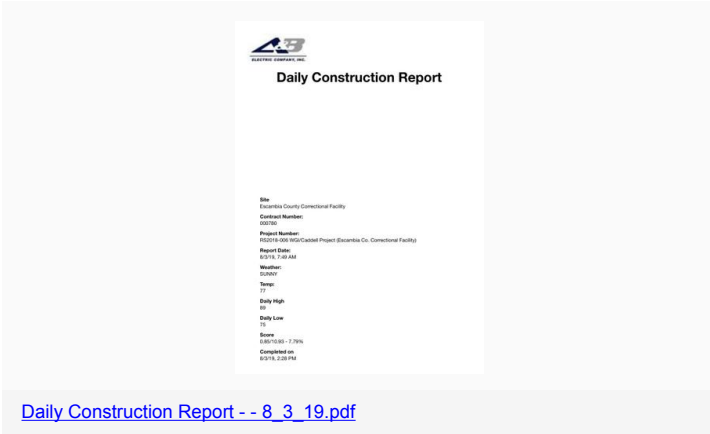 A&B
ELECTRIC COMPANY, INC.
Daily Construction Report
Site
Escambia County Correctional Facility
Contract Number:
000780
Project Number:
RS2018-006 WGI/Caddell Project (Escambia Co. Correctional Facility)
Report Date:
8/3/19, 7:49 AM
Weather:
SUNNY
Temp:
77
Daily High
89
Daily Low
75
Score
0.85/10.93 - 7.79%
Completed on
8/3/19, 2:28 PM
Daily Construction Report - - 8_3_19.pdf